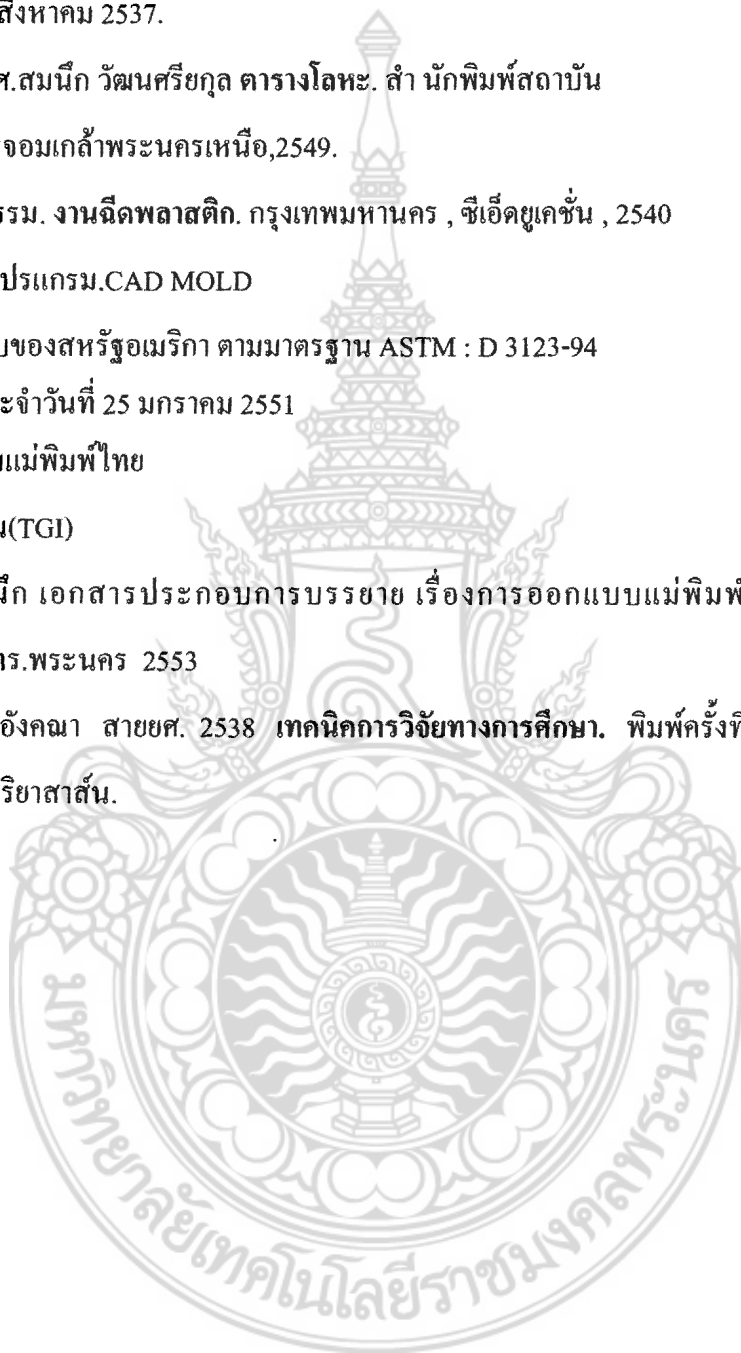 สิงหาคม 2537.
ศ.สมนึก วัฒนศรียกุล ตารางโลหะ. สำ นักพิมพ์สถาบัน
จอมเกล้าพระนครเหนือ,2549.
รรม. งานฉีดพลาสติก. กรุงเทพมหานคร , ซีเอ็ดยูเคชั่น , 2540
ปรแกรม.CAD MOLD
บของสหรัฐอเมริกา ตามมาตรฐาน ASTM : D 3123-94
ะจำวันที่ 25 มกราคม 2551
แม่พิมพ์ไทย
น(TGI)
นึก เอกสารประกอบการบรรยาย เรื่องการออกแบบแม่พิมพ์
ทร.พระนคร 2553
อังคณา สายยศ. 2538 เทคนิคการวิจัยทางการศึกษา. พิมพ์ครั้งที่
ริยาสาส์น.
มหาวิทยาลัยเทคโนโลยีราชมงคลพระนคร